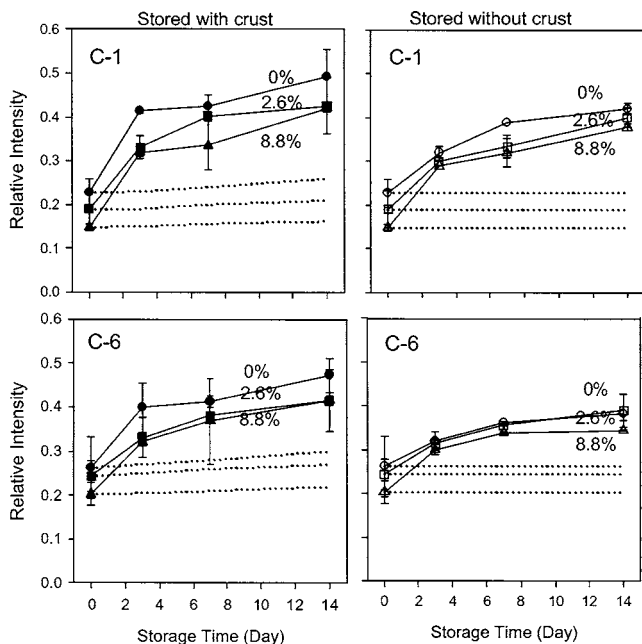 Stored with crust
Stored without crust
Relative Intensity
0.6
0.5
0.4
0.3
0.2
0.1
0.0
C-1
0%
2.6%
8.8%
C-1
0%
2.6%
8.8%
Relative Intensity
0.6
0.5
0.4
0.3
0.2
0.1
0.0
C-6
0%
2.6%
8.8%
C-6
0%
2.6%
8.8%
0 2 4 6 8 10 12 14
0 2 4 6 8 10 12 14
Storage Time (Day)
Storage Time (Day)